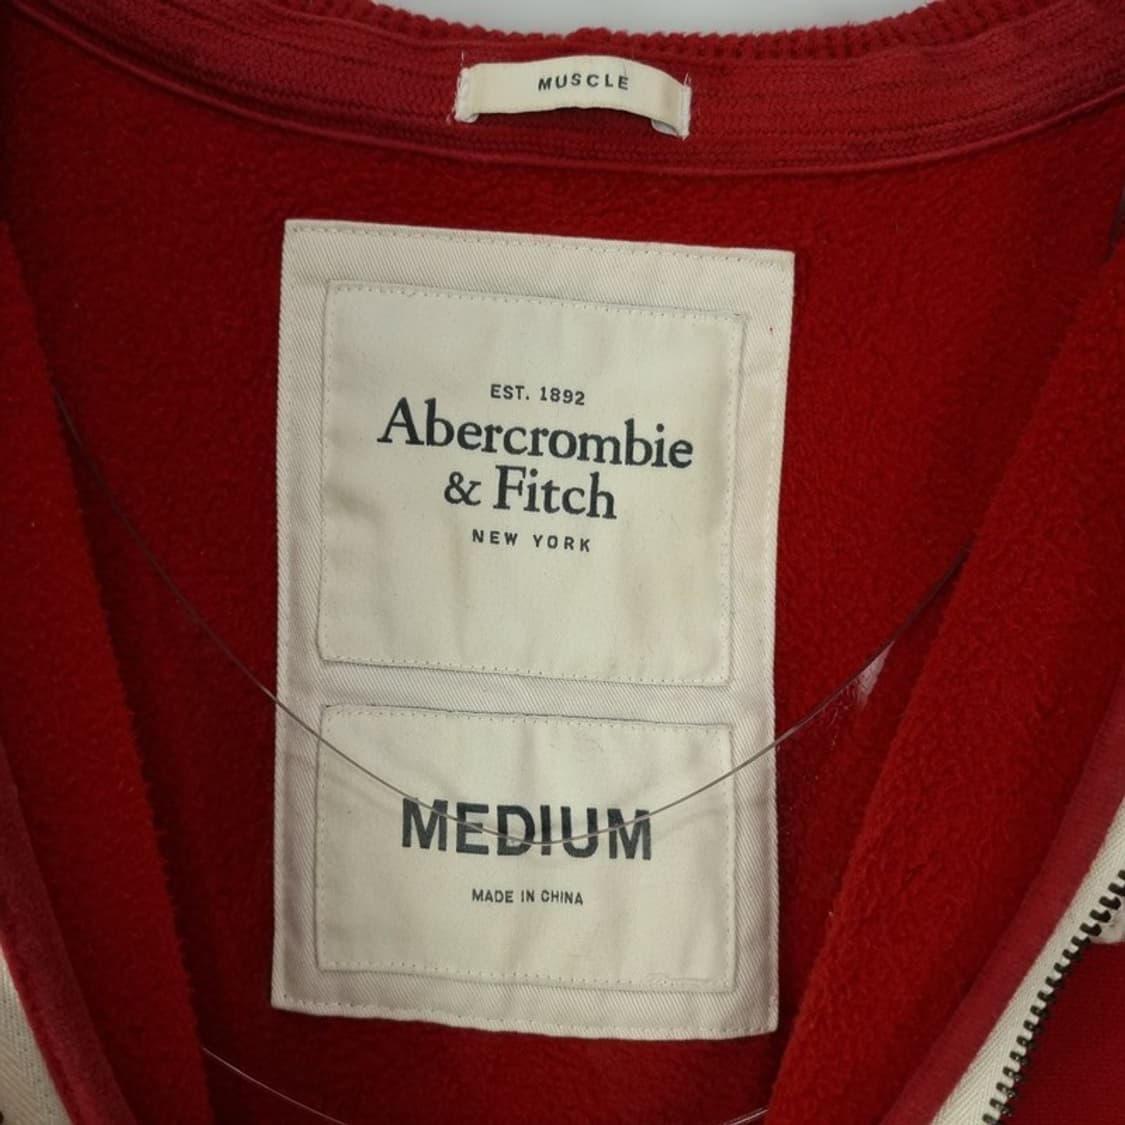 MUSCLE
EST. 1892
Abercrombie
& Fitch
NEW YORK
MEDIUM
MADE IN CHINA